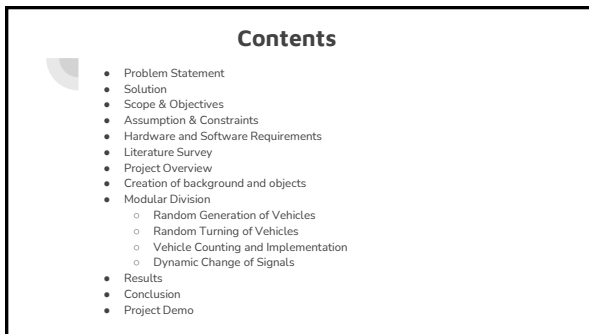 Contents
● Problem Statement
● Solution
● Scope & Objectives
● Assumption & Constraints
● Hardware and Software Requirements
● Literature Survey
● Project Overview
● Creation of background and objects
● Modular Division
○ Random Generation of Vehicles
○ Random Turning of Vehicles
○ Vehicle Counting and Implementation
○ Dynamic Change of Signals
● Results
● Conclusion
● Project Demo